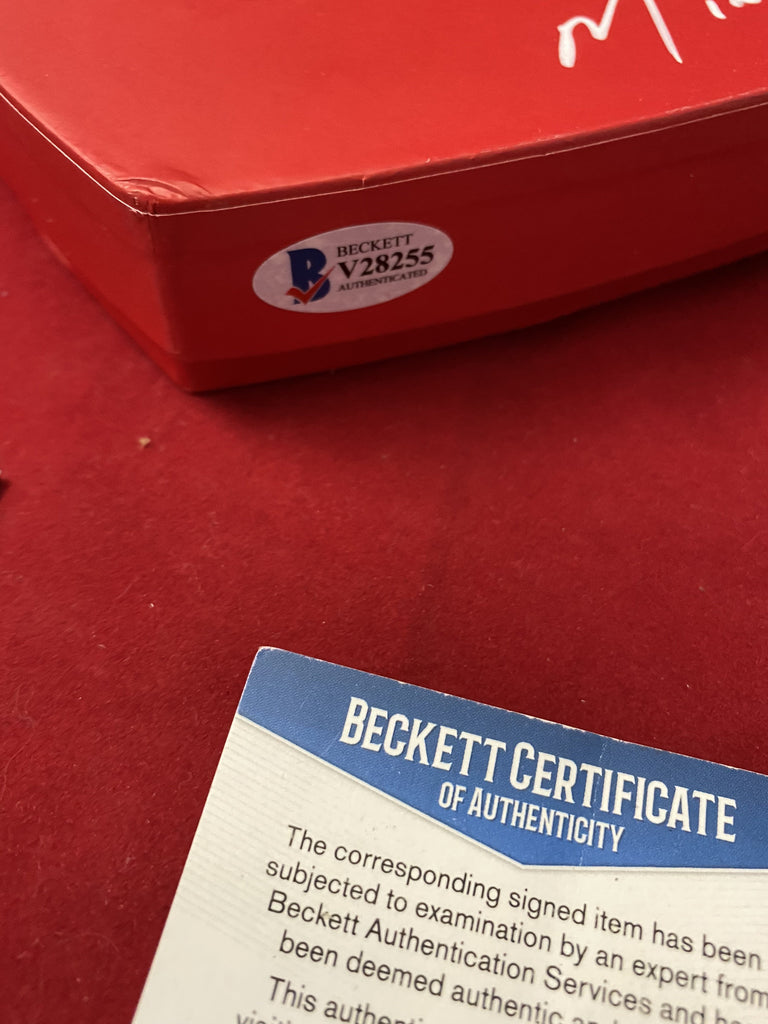 BECKETT
V28255
AUTHENTICATED
BECKETT CERTIFICATE
OF AUTHENTICITY
The corresponding signed item has been
subjected to examination by an expert from
Beckett Authentication Services and
been deemed authentic
This